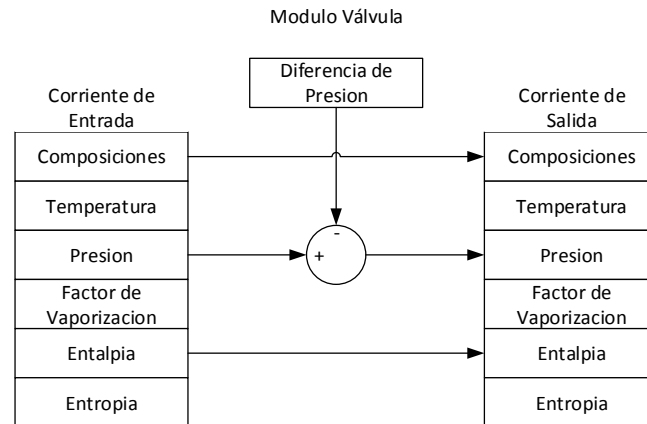 Modulo Válvula
Diferencia de
Presion
Corriente de
Entrada
Composiciones
Temperatura
Presion
Factor de
Vaporizacion
Entalpia
Entropia
-
+
Corriente de
Salida
Composiciones
Temperatura
Presion
Factor de
Vaporizacion
Entalpia
Entropia